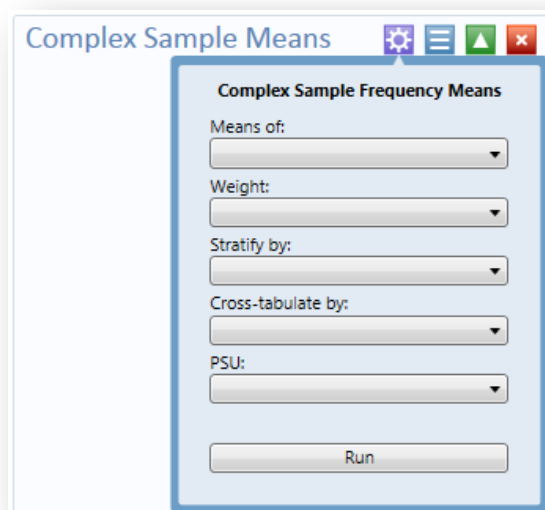 Complex Sample Means
Complex Sample Frequency Means
Means of:
Weight:
Stratify by:
Cross-tabulate by:
PSU:
Run